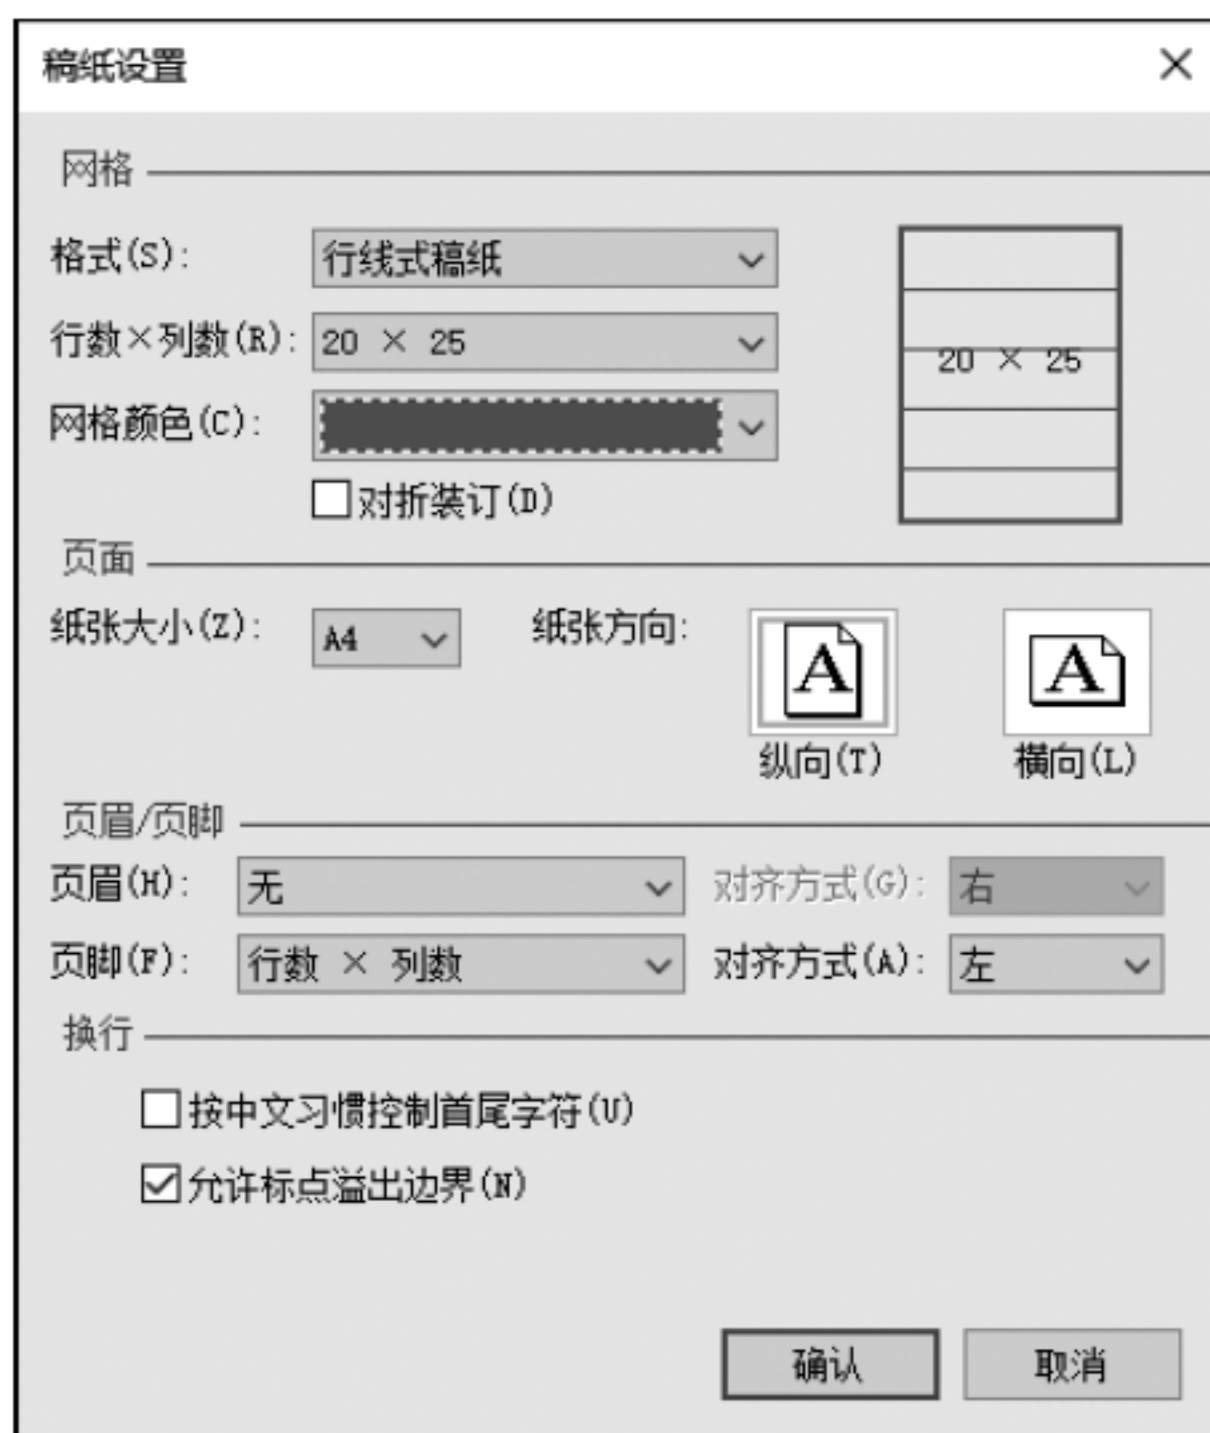 稿纸设置
网格
格式(S): 行线式稿纸
行数×列数(R): 20 × 25
20 × 25
网格颜色(C):
对折装订(D)
页面
纸张大小(Z): A4 纸张方向:
A A
纵向(T) 横向(L)
页眉/页脚
页眉(H): 无 对齐方式(G): 右
页脚(F): 行数 × 列数 对齐方式(A): 左
换行
按中文习惯控制首尾字符(U)
允许标点溢出边界(N)
确认 取消